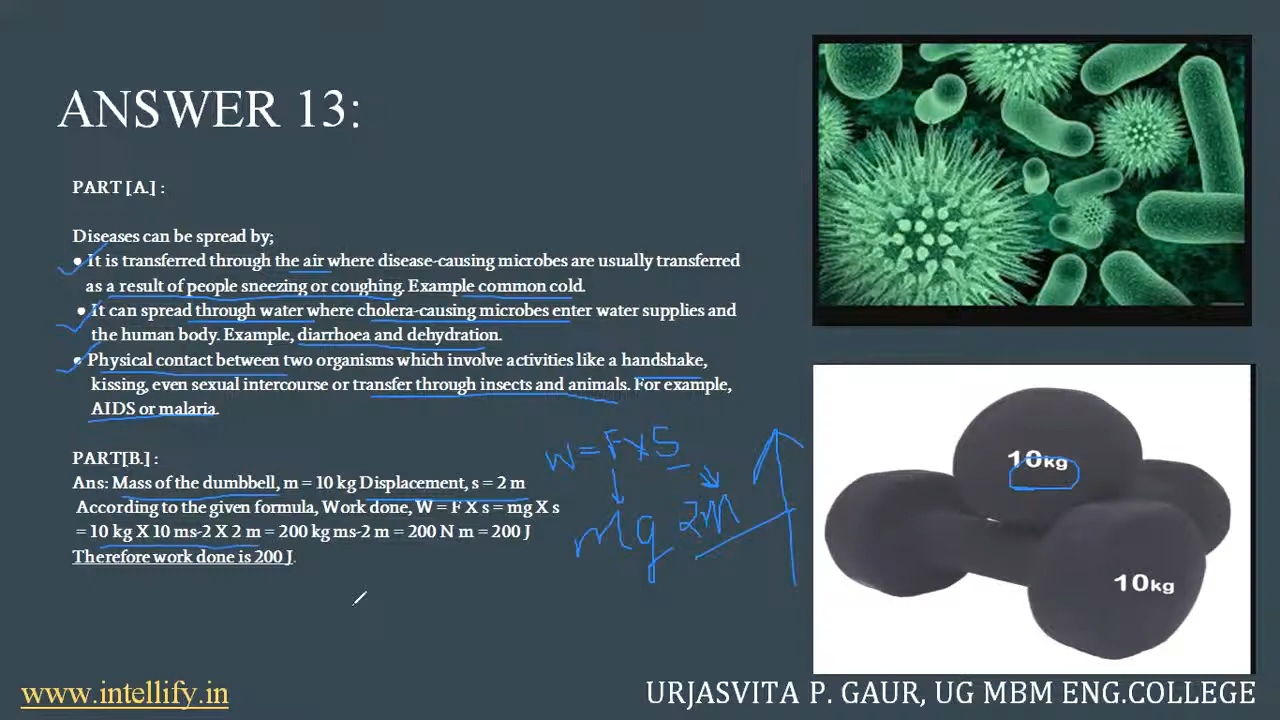 ANSWER 13:
PART [A.] :
Diseases can be spread by;
● It is transferred through the air where disease-causing microbes are usually transferred
as a result of people sneezing or coughing. Example common cold.
● It can spread through water where cholera-causing microbes enter water supplies and
the human body. Example, diarrhoea and dehydration.
● Physical contact between two organisms which involve activities like a handshake,
kissing, even sexual intercourse or transfer through insects and animals. For example,
AIDS or malaria.
PART[B.] :
Ans: Mass of the dumbbell, m = 10 kg Displacement, s = 2 m
According to the given formula, Work done, W = F X s = mg X s
= 10 kg X 10 ms-2 X 2 m = 200 kg ms-2 m = 200 N m = 200 J
Therefore work done is 200 J.
W = F x S
mg 2M
10kg
10kg
www.intellify.in
URJASVITA P. GAUR, UG MBM ENG.COLLEGE